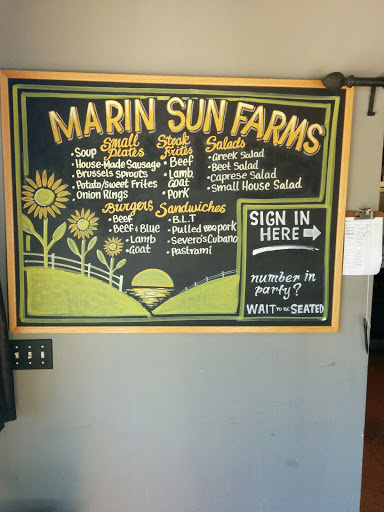 MARIN SUN FARMS
Small Plates
• Soup
• House-Made Sausage
• Brussels Sprouts
• Potato/Sweet Frites
• Onion Rings
Steak Frites
• Beef
• Lamb
• Goat
• Pork
Salads
• Greek Salad
• Beet Salad
• Caprese Salad
• Small House Salad
Burgers
• Beef
• Beef & Blue
• Lamb
• Goat
Sandwiches
• B.L.T
• Pulled BBQ pork
• Severo's Cubano
• Pastrami
SIGN IN
HERE →
number in
party?
WAIT to be SEATED